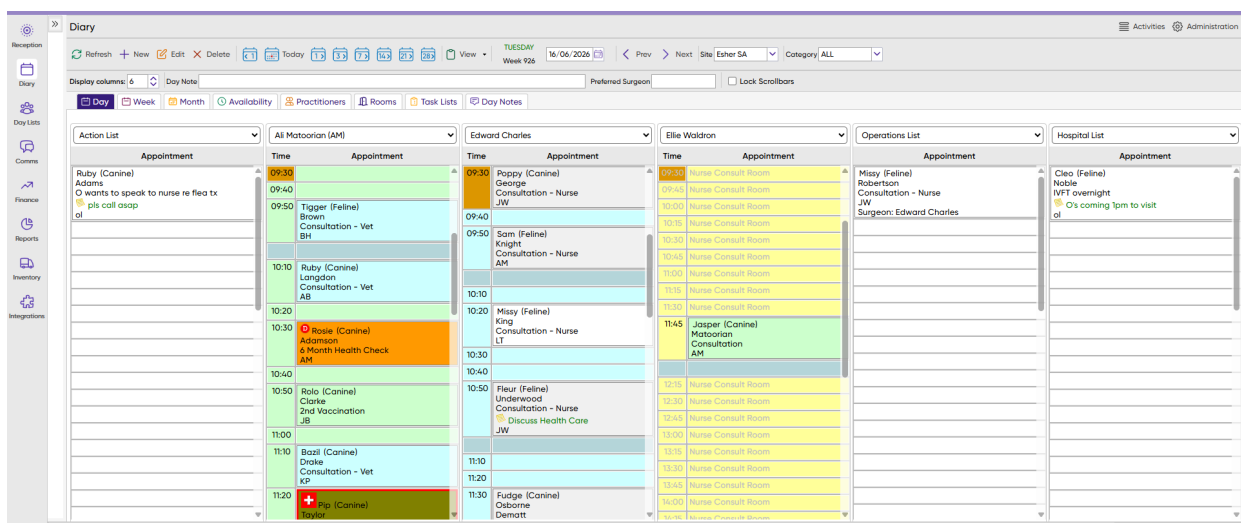 Diary
Activities
Administration
Reception
Diary
Day Lists
Comms
Finance
Reports
Inventory
Integrations
Refresh New Edit Delete 1 Today 1 3 7 14 21 28 View TUESDAY Week 926 16/06/2026 Prev Next Site Esher SA Category ALL
Display columns: 6 Day Note Preferred Surgeon Lock Scrollbars
Day Week Month Availability Practitioners Rooms Task Lists Day Notes
Action List
Appointment
Ruby (Canine)
Adams
O wants to speak to nurse re flea tx
pls call asap
ol
Ali Matoorian (AM)
Time Appointment
09:30
09:40
09:50 Tigger (Feline)
Brown
Consultation - Vet
BH
10:10 Ruby (Canine)
Langdon
Consultation - Vet
AB
10:20
10:30 D Rosie (Canine)
Adamson
6 Month Health Check
AM
10:40
10:50 Rolo (Canine)
Clarke
2nd Vaccination
JB
11:00
11:10 Bazil (Canine)
Drake
Consultation - Vet
KP
11:20 Pip (Canine)
Taylor
Edward Charles
Time Appointment
09:30 Poppy (Canine)
George
Consultation - Nurse
JW
09:40
09:50 Sam (Feline)
Knight
Consultation - Nurse
AM
10:10
10:20 Missy (Feline)
King
Consultation - Nurse
LT
10:30
10:40
10:50 Fleur (Feline)
Underwood
Consultation - Nurse
Discuss Health Care
JW
11:10
11:20
11:30 Fudge (Canine)
Osborne
Dematt
Ellie Waldron
Time Appointment
09:30 Nurse Consult Room
09:45 Nurse Consult Room
10:00 Nurse Consult Room
10:15 Nurse Consult Room
10:30 Nurse Consult Room
10:45 Nurse Consult Room
11:00 Nurse Consult Room
11:15 Nurse Consult Room
11:30 Nurse Consult Room
11:45 Jasper (Canine)
Matoorian
Consultation
AM
12:15 Nurse Consult Room
12:30 Nurse Consult Room
12:45 Nurse Consult Room
13:00 Nurse Consult Room
13:15 Nurse Consult Room
13:30 Nurse Consult Room
13:45 Nurse Consult Room
14:00 Nurse Consult Room
14:15 Nurse Consult Room
Operations List
Appointment
Missy (Feline)
Robertson
Consultation - Nurse
JW
Surgeon: Edward Charles
Hospital List
Appointment
Cleo (Feline)
Noble
IVFT overnight
O's coming 1pm to visit
ol